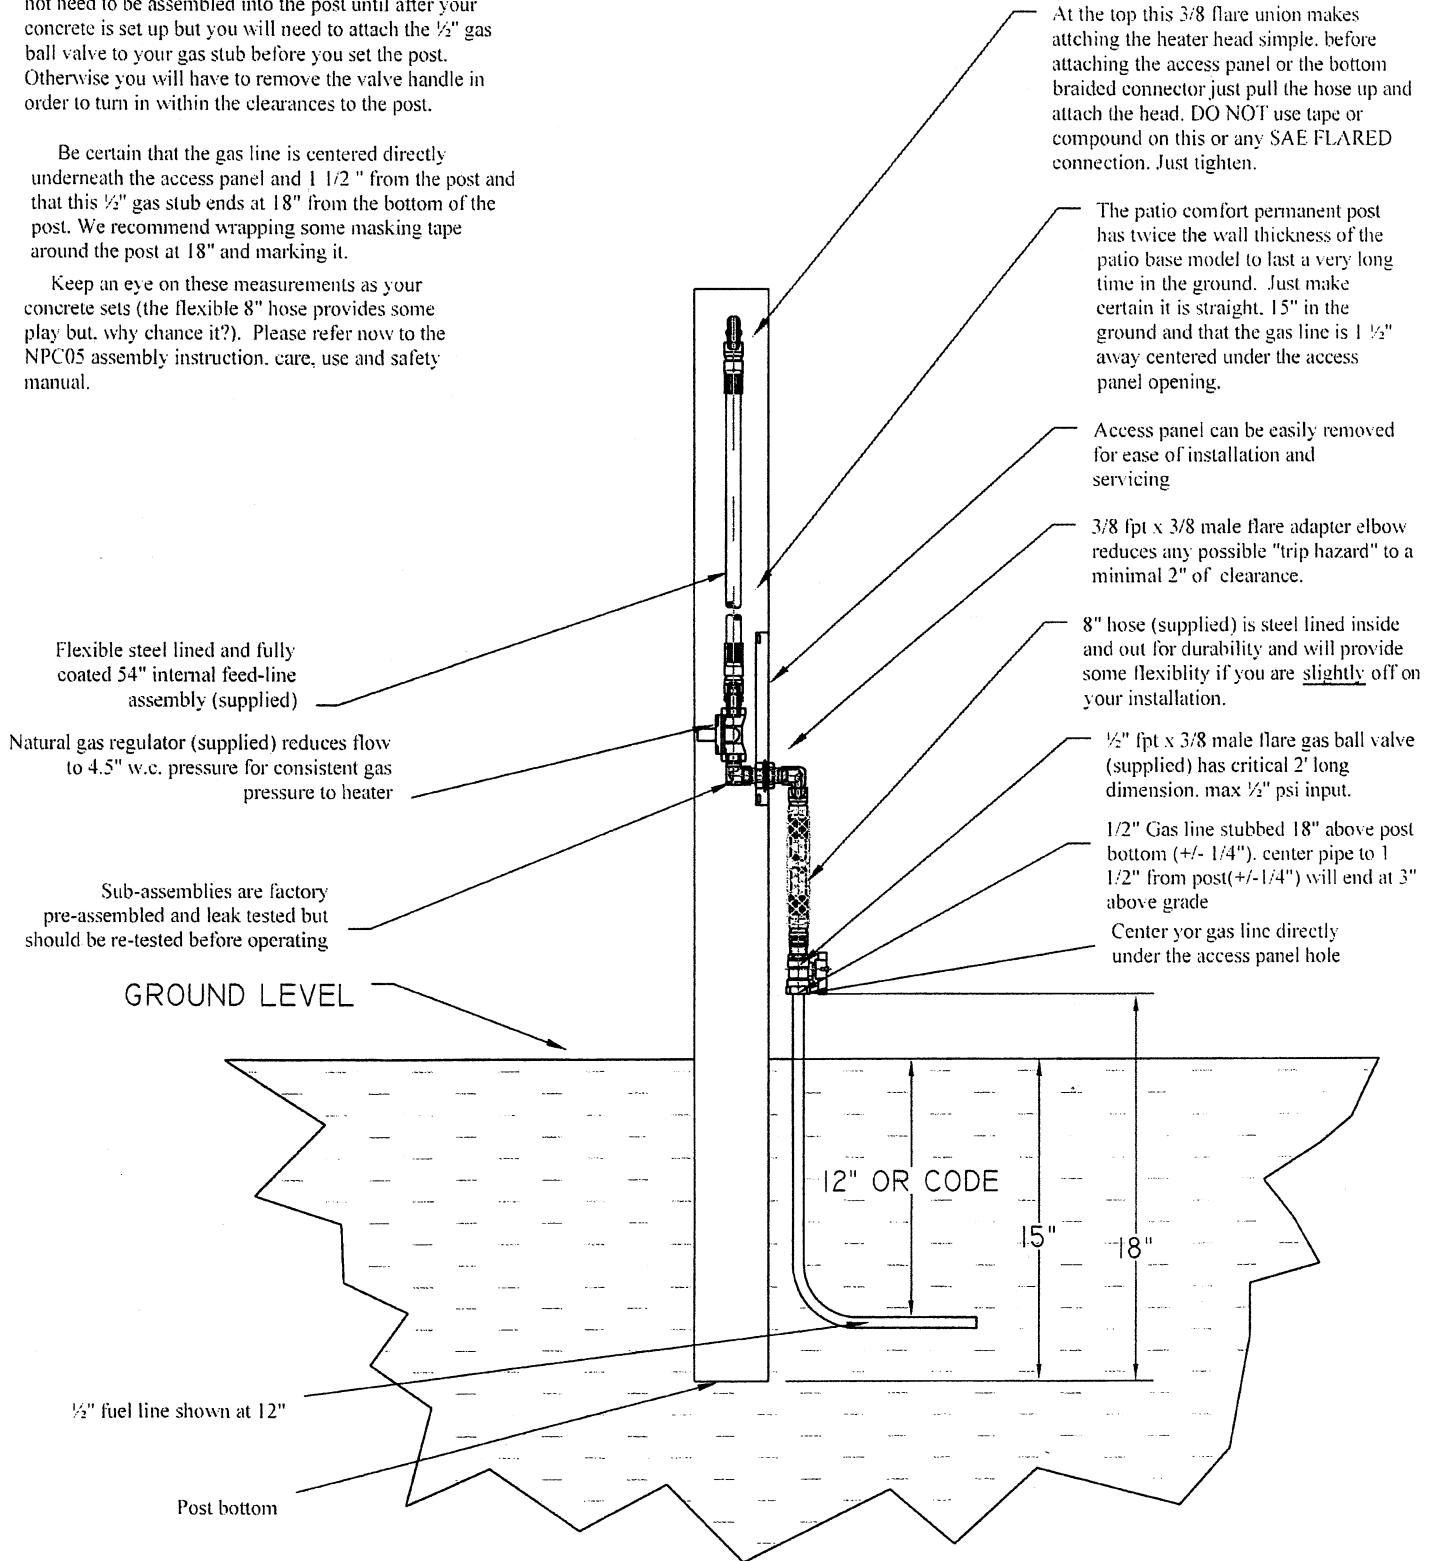 not need to be assembled into the post until after your
concrete is set up but you will need to attach the ½" gas
ball valve to your gas stub before you set the post.
Otherwise you will have to remove the valve handle in
order to turn in within the clearances to the post.
Be certain that the gas line is centered directly
underneath the access panel and 1 1/2 " from the post and
that this ½" gas stub ends at 18" from the bottom of the
post. We recommend wrapping some masking tape
around the post at 18" and marking it.
Keep an eye on these measurements as your
concrete sets (the flexible 8" hose provides some
play but, why chance it?). Please refer now to the
NPC05 assembly instruction, care, use and safety
manual.
At the top this 3/8 flare union makes
attching the heater head simple. before
attaching the access panel or the bottom
braided connector just pull the hose up and
attach the head. DO NOT use tape or
compound on this or any SAE FLARED
connection. Just tighten.
The patio comfort permanent post
has twice the wall thickness of the
patio base model to last a very long
time in the ground. Just make
certain it is straight. 15" in the
ground and that the gas line is 1 ½"
away centered under the access
panel opening.
Access panel can be easily removed
for ease of installation and
servicing
3/8 fpt x 3/8 male flare adapter elbow
reduces any possible "trip hazard" to a
minimal 2" of clearance.
8" hose (supplied) is steel lined inside
and out for durability and will provide
some flexiblity if you are slightly off on
your installation.
½" fpt x 3/8 male flare gas ball valve
(supplied) has critical 2' long
dimension. max ½" psi input.
1/2" Gas line stubbed 18" above post
bottom (+/- 1/4"). center pipe to 1
1/2" from post(+/-1/4") will end at 3"
above grade
Center yor gas line directly
under the access panel hole
Flexible steel lined and fully
coated 54" internal feed-line
assembly (supplied)
Natural gas regulator (supplied) reduces flow
to 4.5" w.c. pressure for consistent gas
pressure to heater
Sub-assemblies are factory
pre-assembled and leak tested but
should be re-tested before operating
GROUND LEVEL
12" OR CODE
15"
18"
½" fuel line shown at 12"
Post bottom